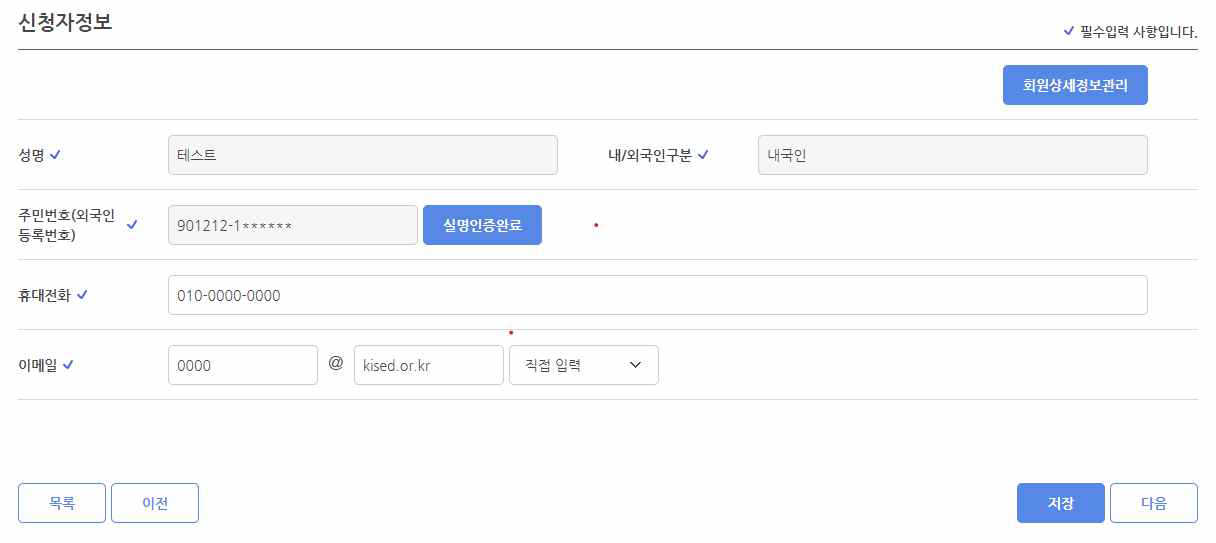 신청자정보
필수입력 사항입니다.
회원상세정보관리
성명 테스트 내/외국인구분 내국인
주민번호(외국인
등록번호) 901212-1****** 실명인증완료
휴대전화 010-0000-0000
이메일 0000 @ kised.or.kr 직접 입력
목록 이전 저장 다음